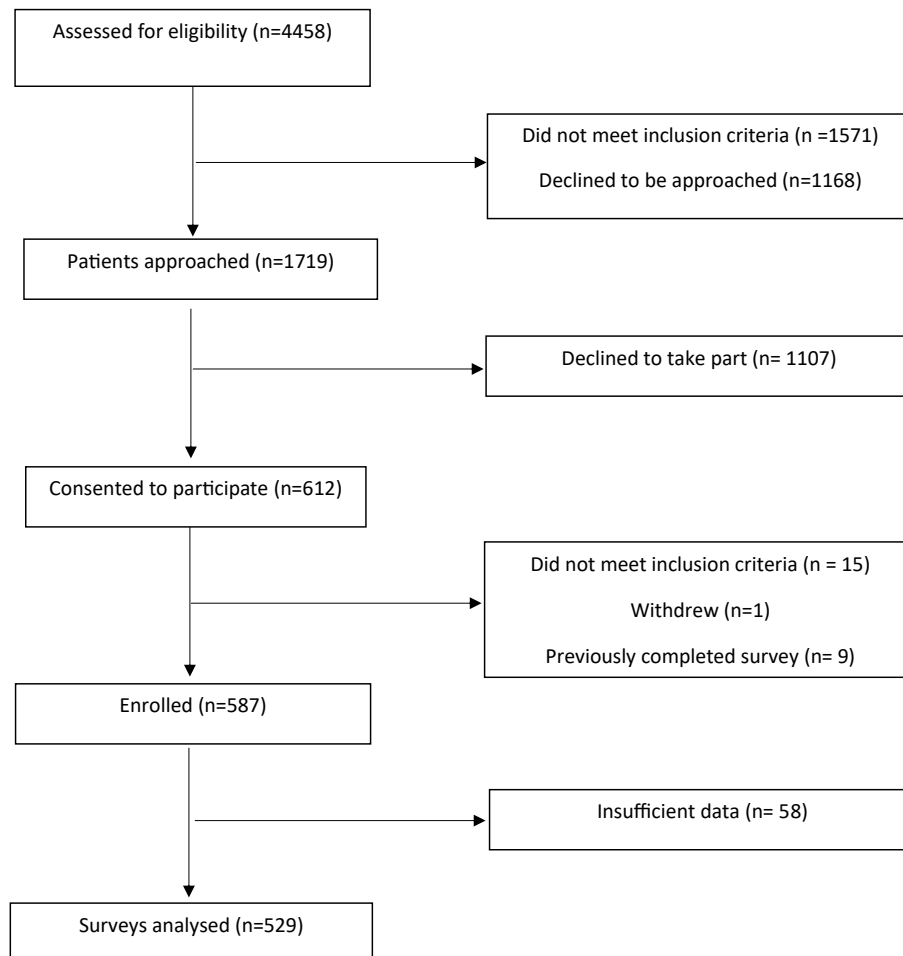 Assessed for eligibility (n=4458)
Did not meet inclusion criteria (n =1571)
Declined to be approached (n=1168)
Patients approached (n=1719)
Declined to take part (n= 1107)
Consented to participate (n=612)
Did not meet inclusion criteria (n = 15)
Withdrew (n=1)
Previously completed survey (n= 9)
Enrolled (n=587)
Insufficient data (n= 58)
Surveys analysed (n=529)